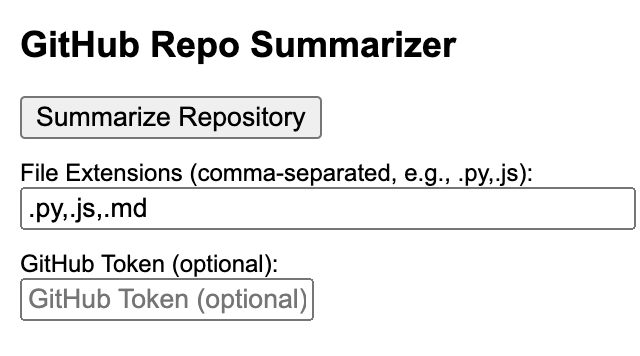 GitHub Repo Summarizer
Summarize Repository
File Extensions (comma-separated, e.g., .py,.js):
.py,.js,.md
GitHub Token (optional):
GitHub Token (optional)